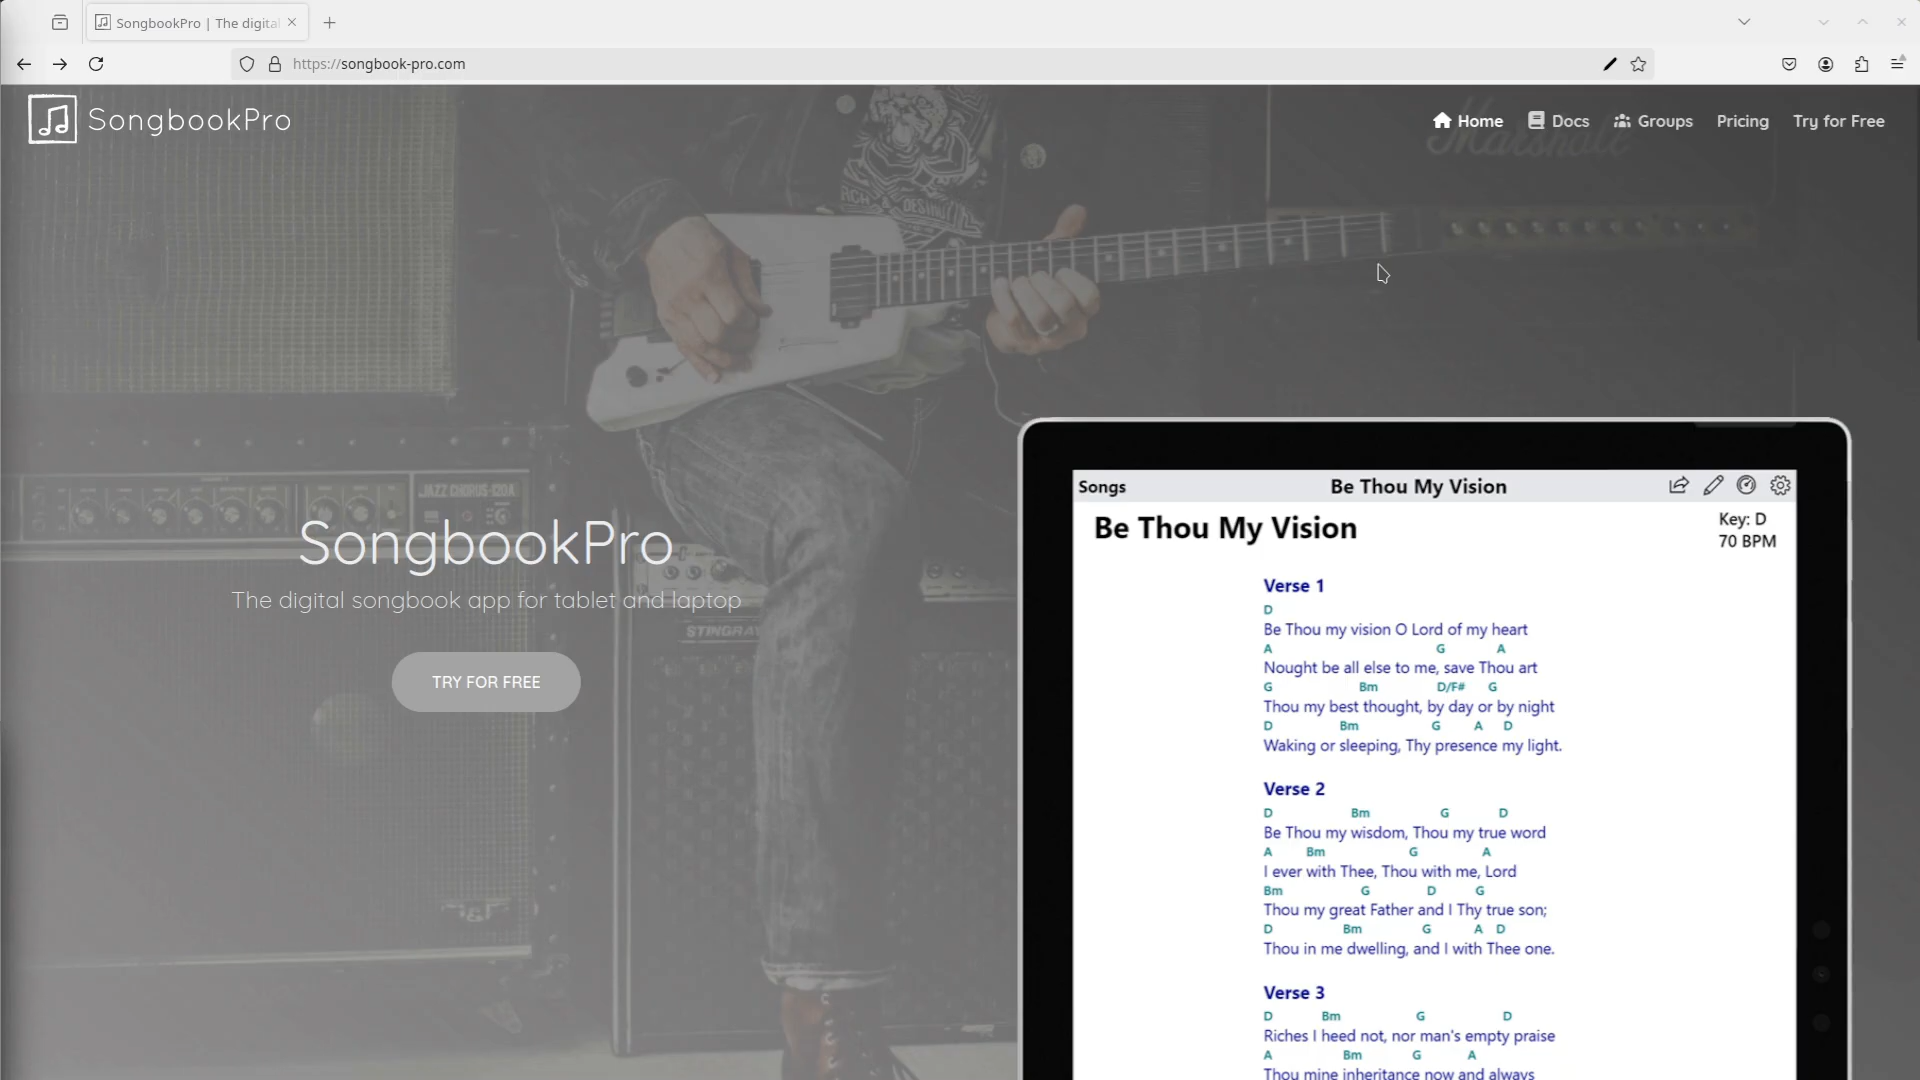 SongbookPro | The digita
https://songbook-pro.com
SongbookPro
Home
Docs
Groups
Pricing
Try for Free
Marshall
JAZZ CHORUS-120A
STINGRAY
SongbookPro
The digital songbook app for tablet and laptop
TRY FOR FREE
Songs
Be Thou My Vision
Be Thou My Vision
Key: D
70 BPM
Verse 1
D
Be Thou my vision O Lord of my heart
A G A
Nought be all else to me, save Thou art
G Bm D/F# G
Thou my best thought, by day or by night
D Bm G A D
Waking or sleeping, Thy presence my light.
Verse 2
D Bm G D
Be Thou my wisdom, Thou my true word
A Bm G A
I ever with Thee, Thou with me, Lord
Bm G D G
Thou my great Father and I Thy true son;
D Bm G A D
Thou in me dwelling, and I with Thee one.
Verse 3
D Bm G D
Riches I heed not, nor man's empty praise
A Bm G A
Thou mine inheritance now and always